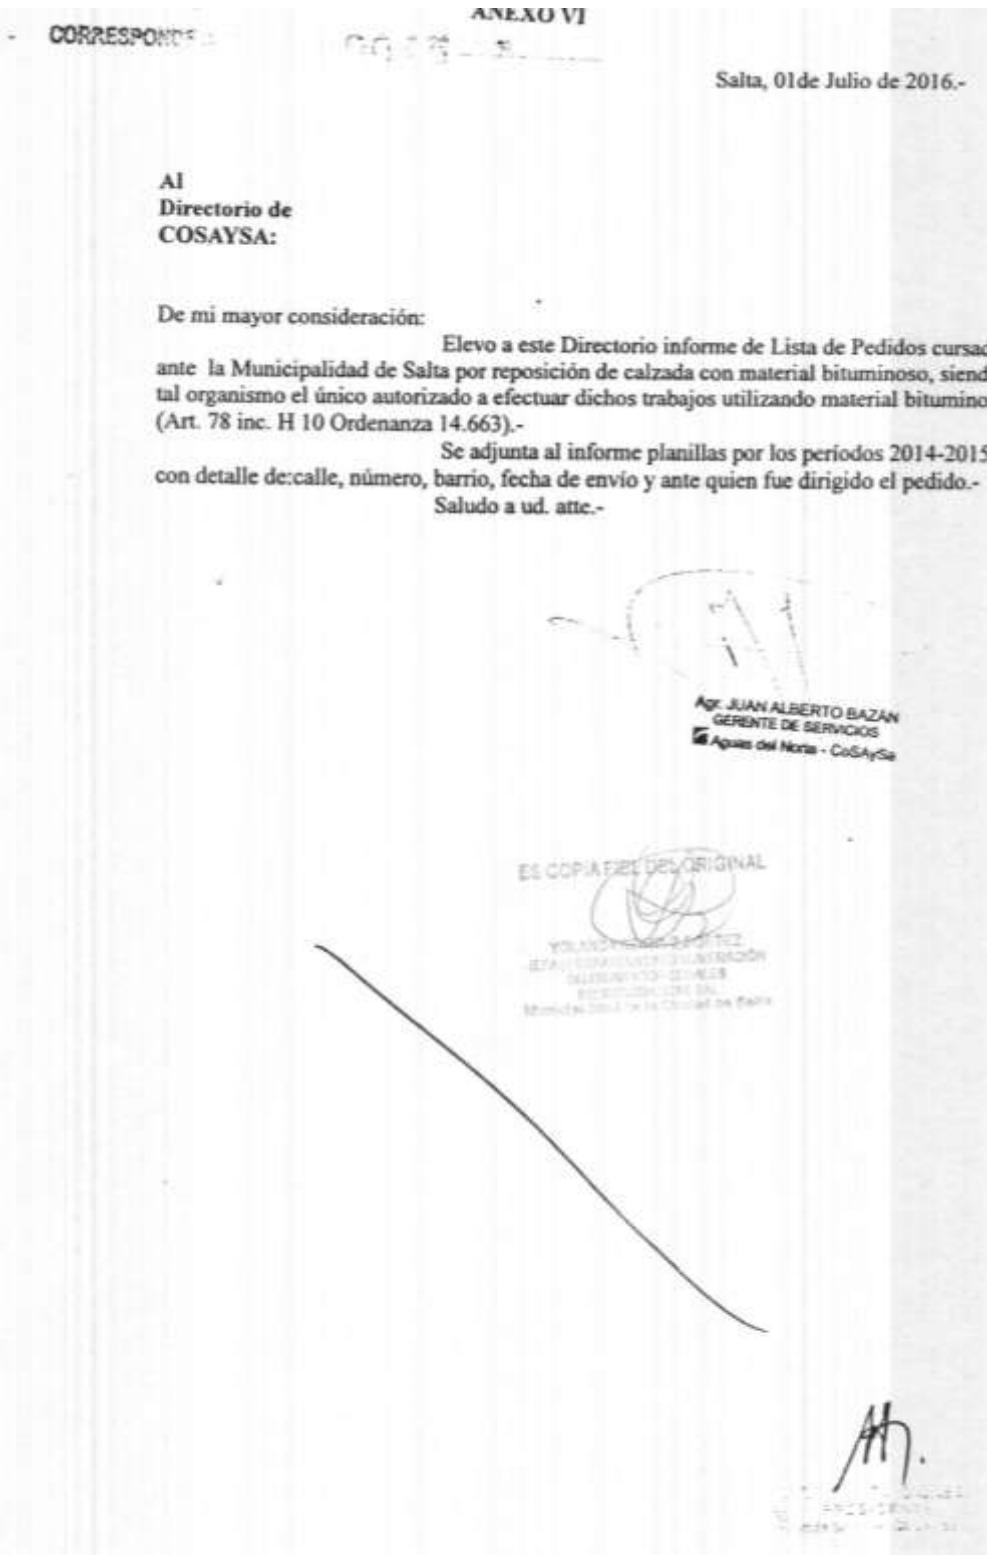 ANEXO VI
CORRESPONDE
Salta, 01de Julio de 2016.-
Al
Directorio de
COSAYSA:
De mi mayor consideración:
Elevo a este Directorio informe de Lista de Pedidos cursad
ante la Municipalidad de Salta por reposición de calzada con material bituminoso, siend
tal organismo el único autorizado a efectuar dichos trabajos utilizando material bitumino
(Art. 78 inc. H 10 Ordenanza 14.663).-
Se adjunta al informe planillas por los períodos 2014-2015
con detalle de:calle, número, barrio, fecha de envío y ante quien fue dirigido el pedido.-
Saludo a ud. atte.-
Agr. JUAN ALBERTO BAZÁN
GERENTE DE SERVICIOS
Aguas del Norte - CoSAySa
ES COPIA FIEL DEL ORIGINAL